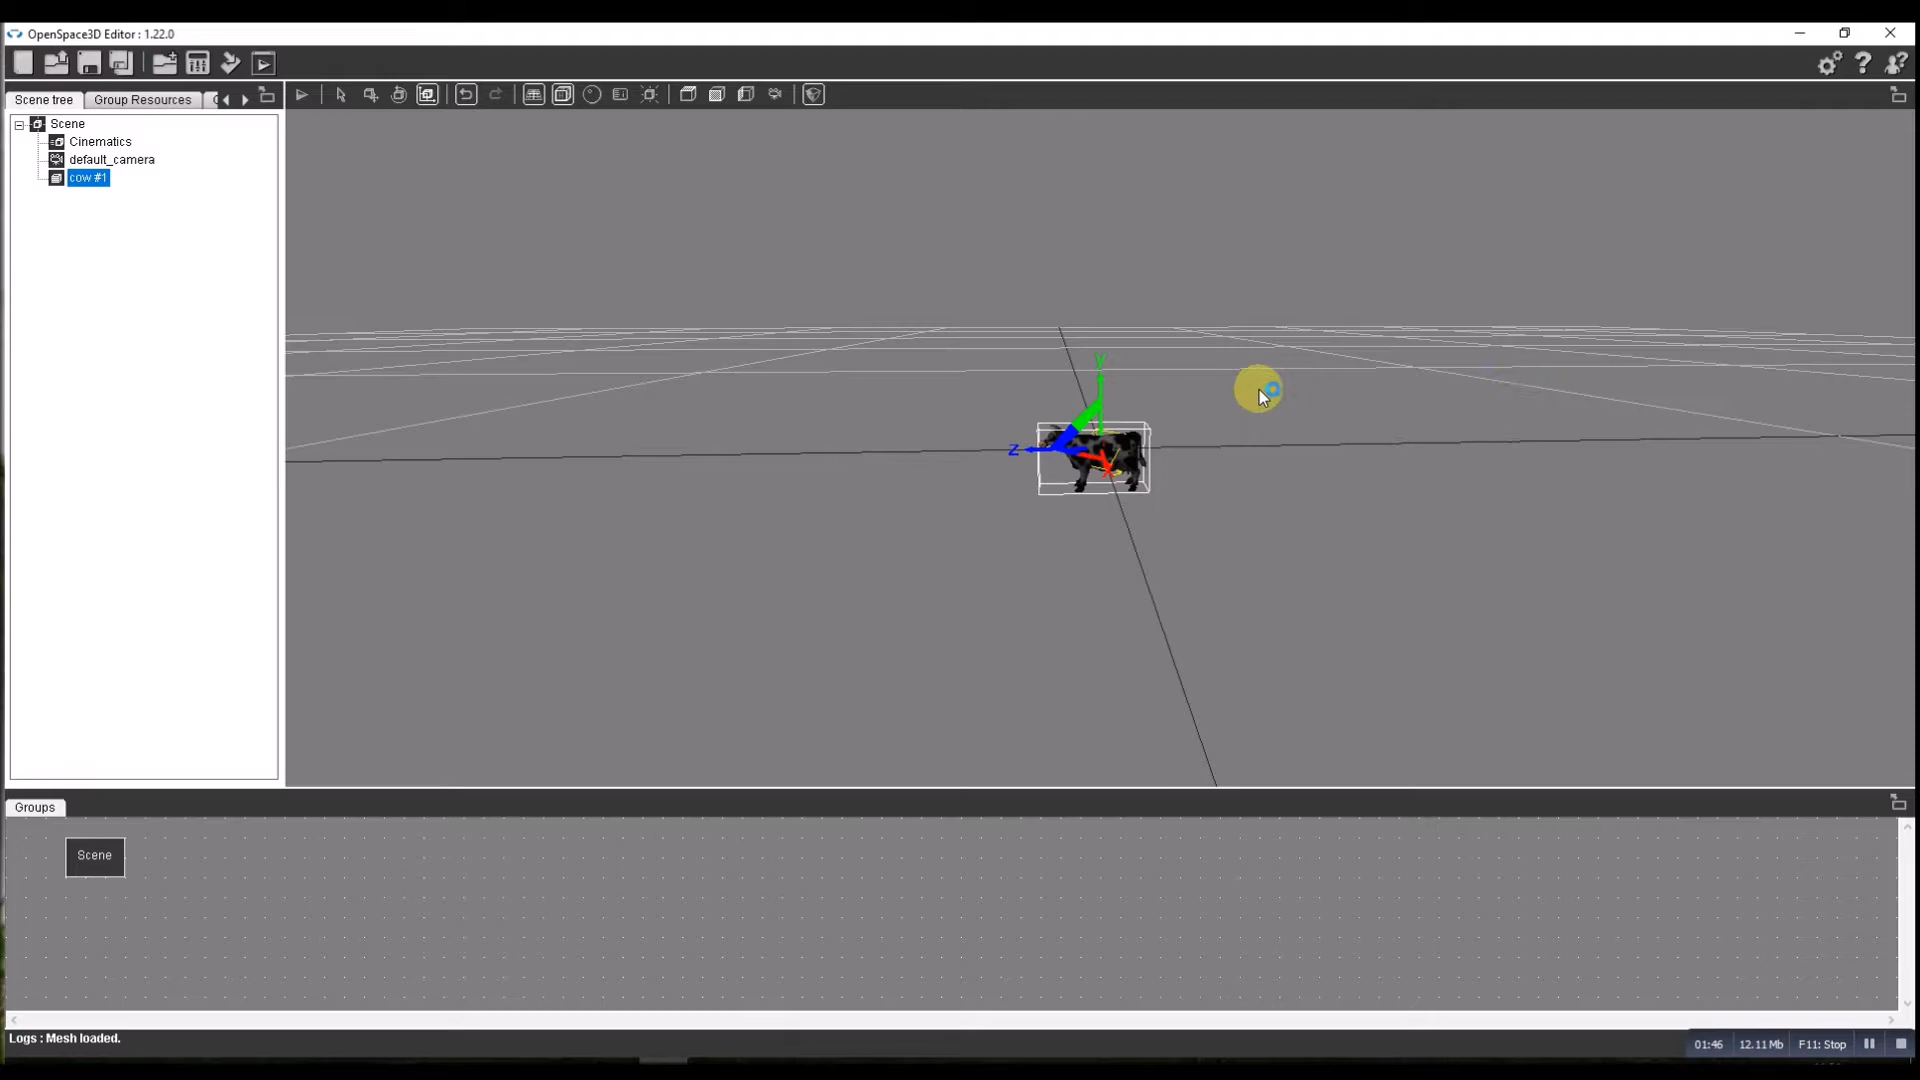 OpenSpace3D Editor : 1.22.0
Scene tree
Group Resources
Scene
Cinematics
default_camera
cow #1
Y
Z
Groups
Scene
Logs : Mesh loaded.
01:46
12.11 Mb
F11: Stop